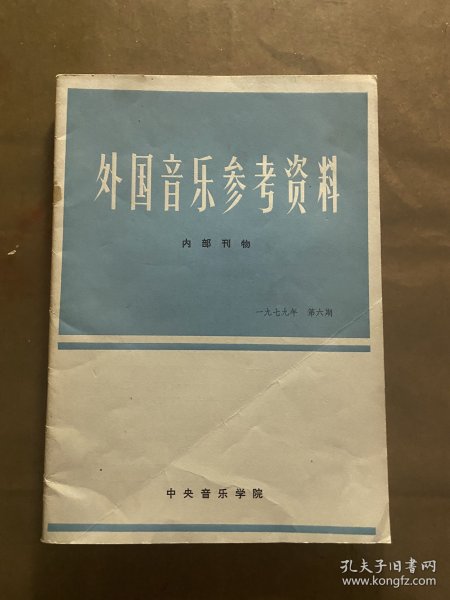 外国音乐参考资料
内部刊物
一九七九年 第六期
中央音乐学院
孔夫子旧书网
www.kongfz.com